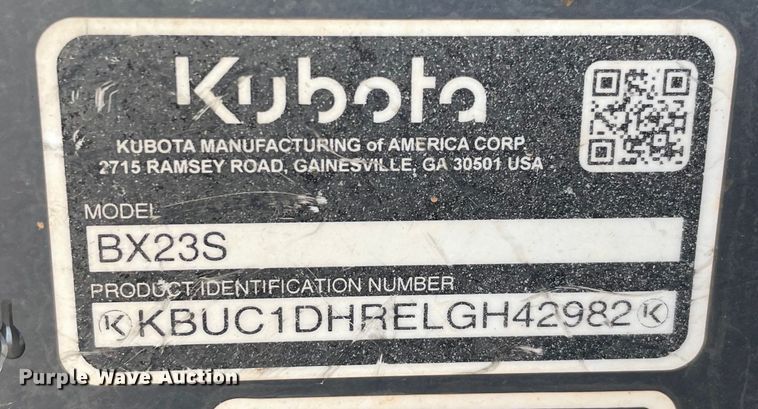 Kubota
KUBOTA MANUFACTURING of AMERICA CORP.
2715 RAMSEY ROAD, GAINESVILLE, GA 30501 USA
MODEL
BX23S
PRODUCT IDENTIFICATION NUMBER
KBUC1DHRELGH42982
Purple Wave Auction